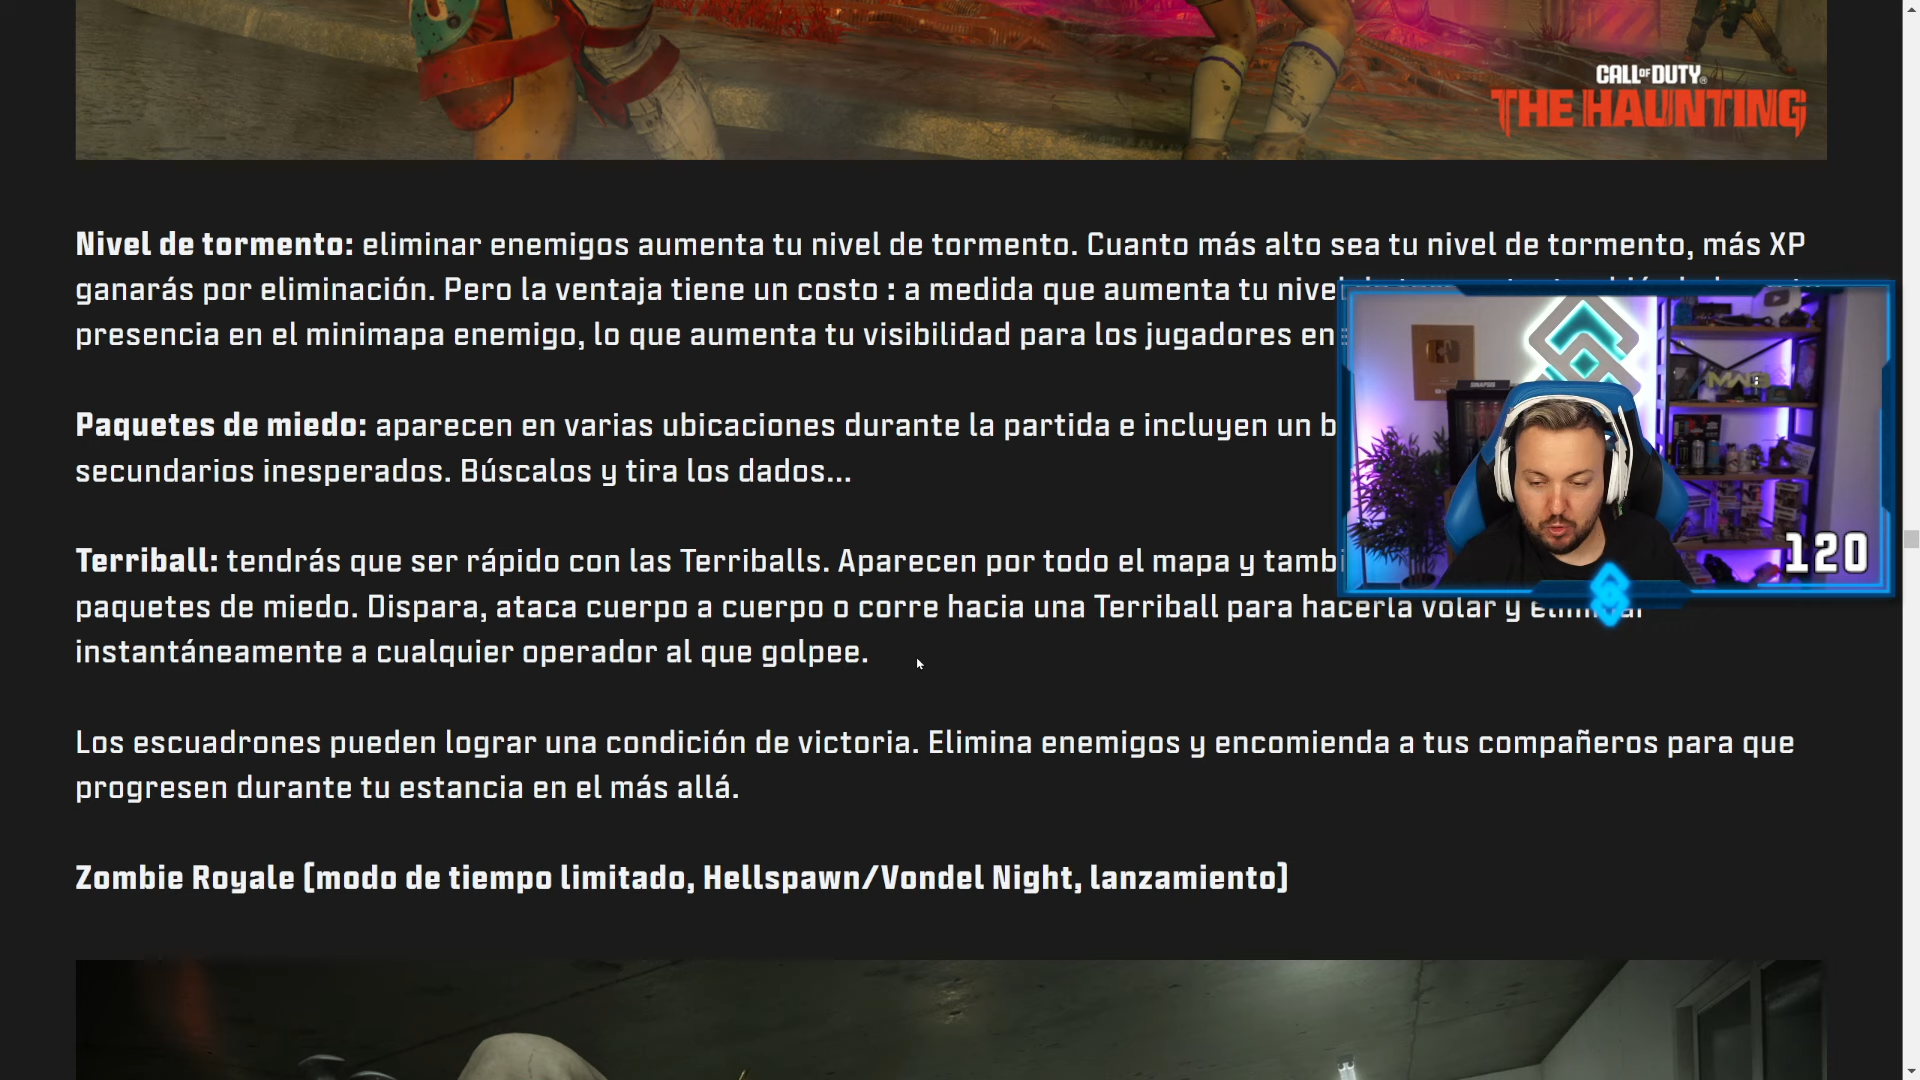 CALL OF DUTY
THE HAUNTING
Nivel de tormento: eliminar enemigos aumenta tu nivel de tormento. Cuanto más alto sea tu nivel de tormento, más XP
ganarás por eliminación. Pero la ventaja tiene un costo : a medida que aumenta tu nivel
presencia en el minimapa enemigo, lo que aumenta tu visibilidad para los jugadores
SINAPSIS
Paquetes de miedo: aparecen en varias ubicaciones durante la partida e incluyen un
secundarios inesperados. Búscalos y tira los dados...
120
Terriball: tendrás que ser rápido con las Terriballs. Aparecen por todo el mapa y
paquetes de miedo. Dispara, ataca cuerpo a cuerpo o corre hacia una Terriball para hacerla volar y
instantáneamente a cualquier operador al que golpee.
Los escuadrones pueden lograr una condición de victoria. Elimina enemigos y encomienda a tus compañeros para que
progresen durante tu estancia en el más allá.
Zombie Royale (modo de tiempo limitado, Hellspawn/Vondel Night, lanzamiento)